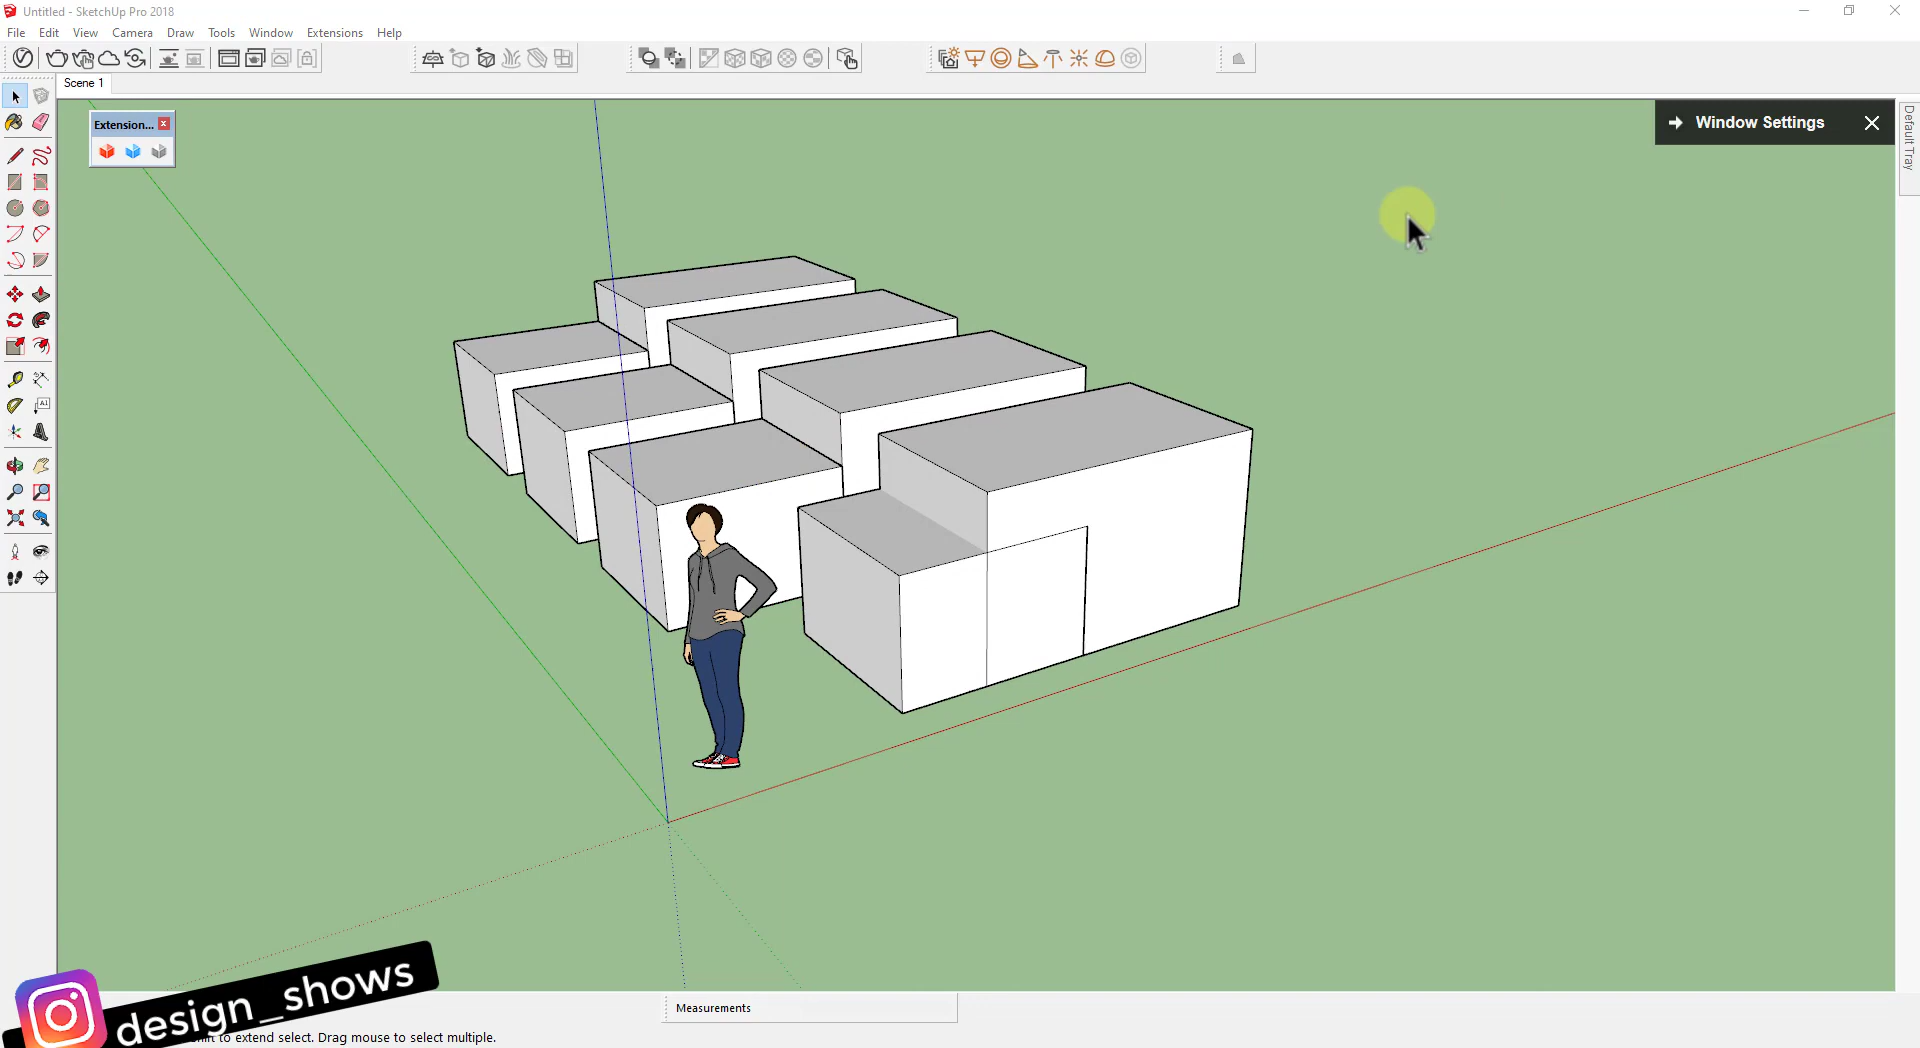 Untitled - SketchUp Pro 2018
File Edit View Camera Draw Tools Window Extensions Help
Scene 1
Extension...
Window Settings
Default Tray
A1
design_shows
Measurements
to extend select. Drag mouse to select multiple.